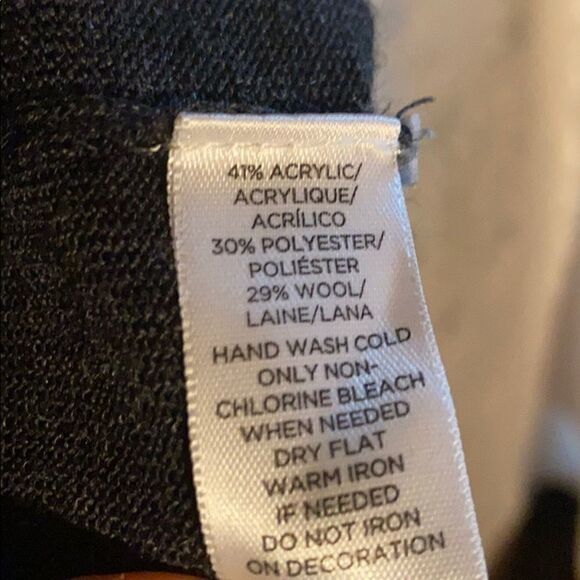 41% ACRYLIC/
ACRYLIQUE/
ACRÍLICO
30% POLYESTER/
POLIÉSTER
29% WOOL/
LAINE/LANA
HAND WASH COLD
ONLY NON-
CHLORINE BLEACH
WHEN NEEDED
DRY FLAT
WARM IRON
IF NEEDED
DO NOT IRON
ON DECORATION